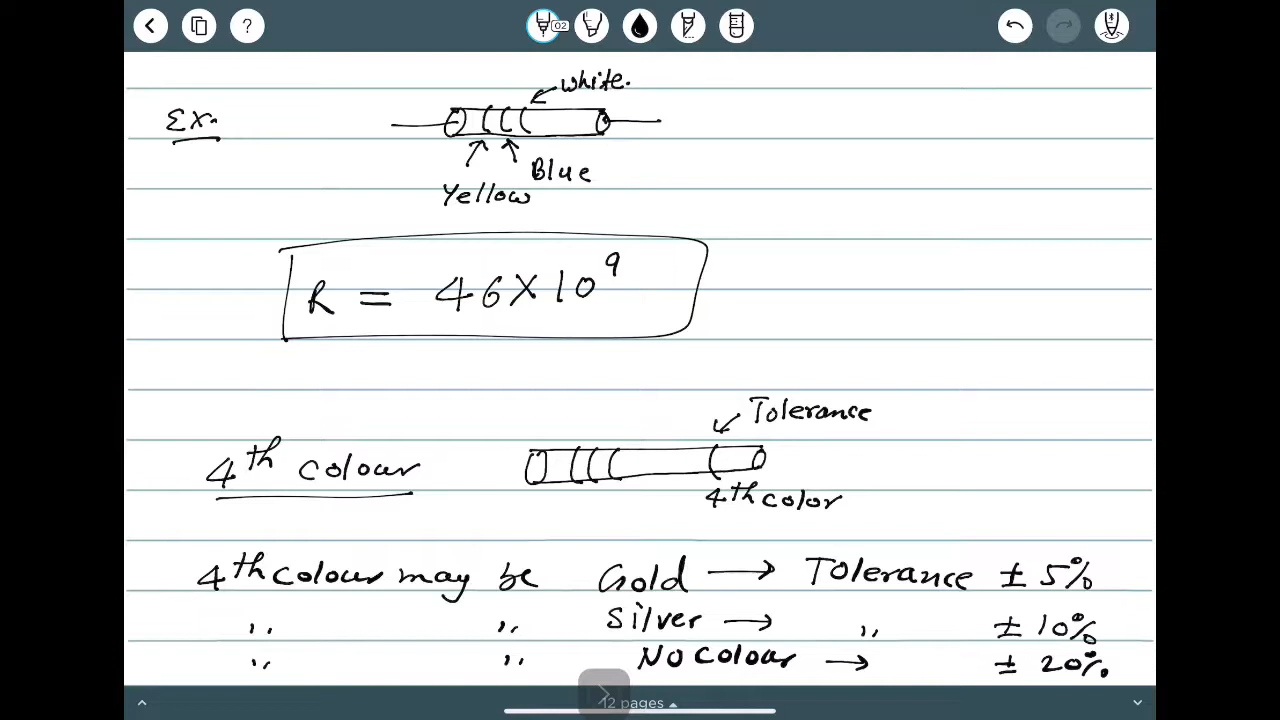 ?
02
Ex.
White.
Blue
Yellow
R = 46×10⁹
Tolerance
4th colour
4th color
4th colour may be Gold → Tolerance ± 5%
,, ,, Silver → ,, ± 10%
,, ,, No colour → ± 20%.
12 pages